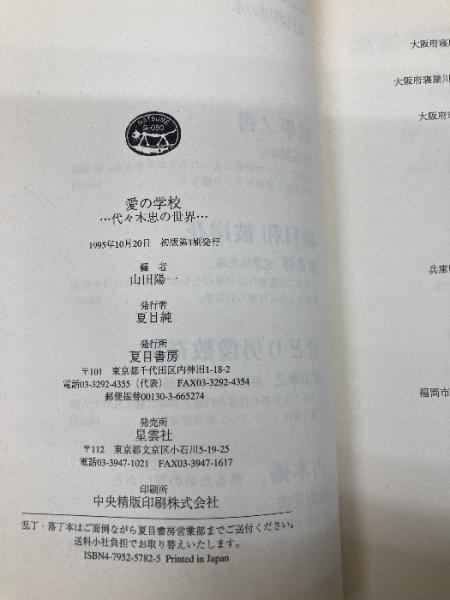 NATSUME
愛の学校
…代々木忠の世界…
1995年10月20日　初版第1刷発行
編者
山田陽一
発行者
夏目純
発行所
夏目書房
〒101　東京都千代田区内神田1-18-2
電話03-3292-4355（代表）　FAX03-3292-4354
郵便振替00130-3-665274
発売所
星雲社
〒112　東京都文京区小石川5-19-25
電話03-3947-1021　FAX03-3947-1617
印刷所
中央精版印刷株式会社
乱丁・落丁本はご面倒ながら夏目書房営業部までご送付ください。
送料小社負担でお取り替えいたします。
ISBN4-7952-5782-5 Printed in Japan
大阪府寝
大阪府寝屋川
大阪府
兵庫県
福岡市